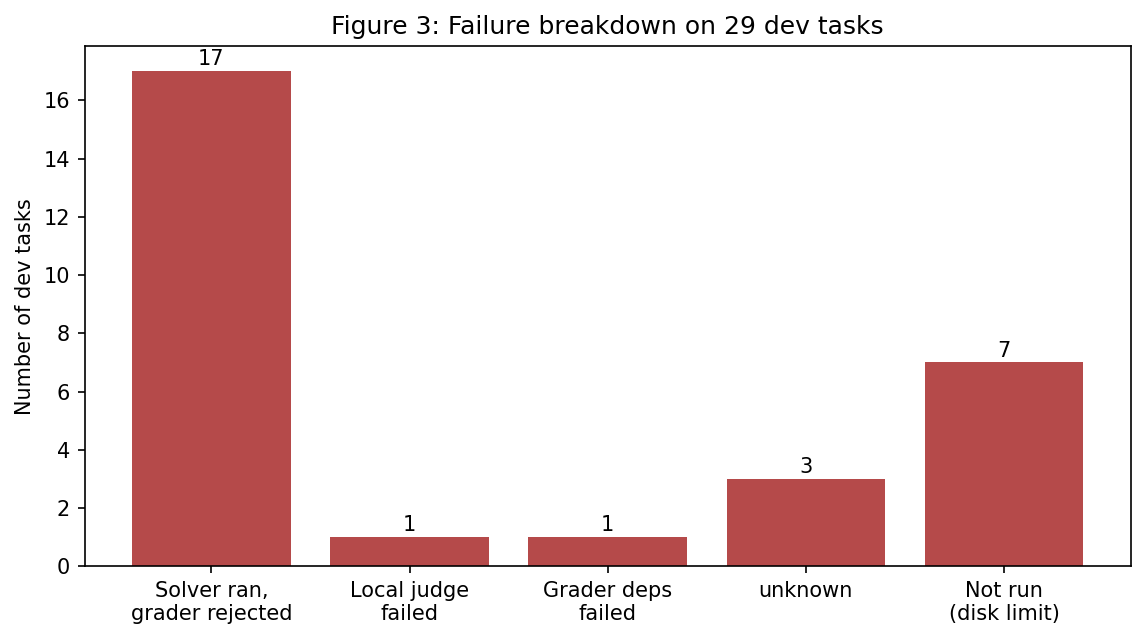 Figure 3: Failure breakdown on 29 dev tasks
17
16
14
12
10
8
6
4
2
0
Number of dev tasks
1
1
3
7
Solver ran,
grader rejected
Local judge
failed
Grader deps
failed
unknown
Not run
(disk limit)